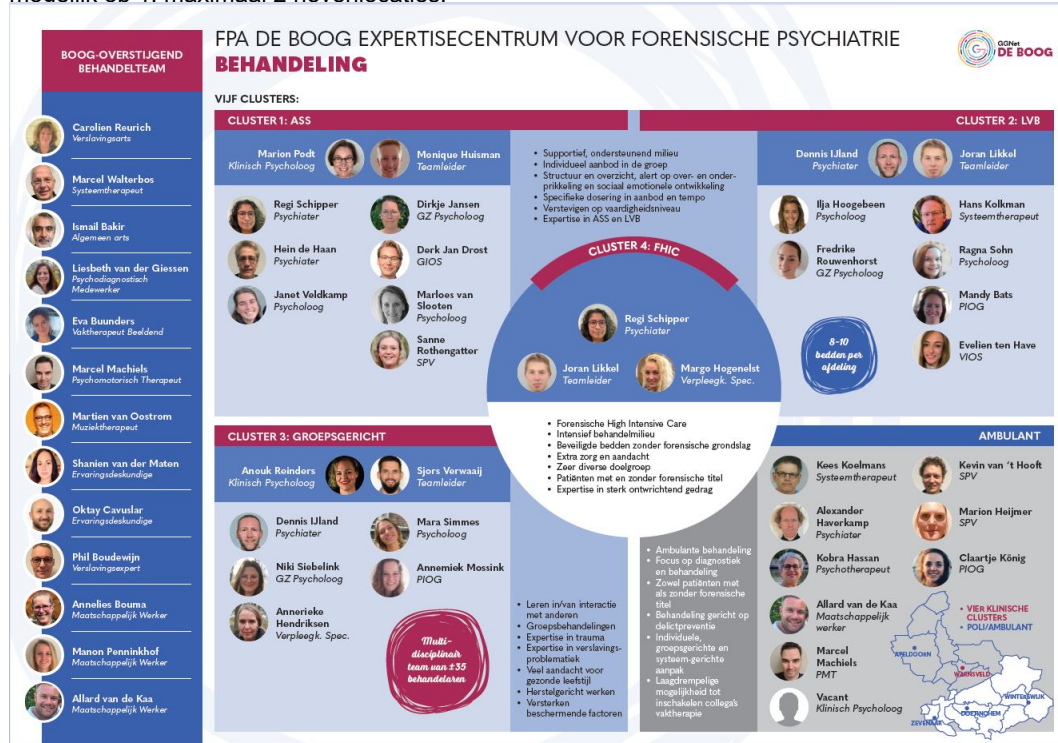 FPA DE BOOG EXPERTISECENTRUM VOOR FORENSISCHE PSYCHIATRIE
BEHANDELING
GGNet
DE BOOG
BOOG-OVERSTIJGEND
BEHANDELTEAM
Carolien Reurich
Verslavingsarts
Marcel Walterbos
Systeemtherapeut
Ismail Bakir
Algemeen arts
Liesbeth van der Giessen
Psychodiagnostisch
Medewerker
Eva Buunders
Vaktherapeut Beeldend
Marcel Machiels
Psychomotorisch Therapeut
Martien van Oostrom
Muziektherapeut
Shanien van der Maten
Ervaringsdeskundige
Oktay Cavuslar
Ervaringsdeskundige
Phil Boudewijn
Verslavingsexpert
Annelies Bouma
Maatschappelijk Werker
Manon Penninkhof
Maatschappelijk Werker
Allard van de Kaa
Maatschappelijk Werker
VIJF CLUSTERS:
CLUSTER 1: ASS
Marion Podt
Klinisch Psycholoog
Monique Huisman
Teamleider
Regi Schipper
Psychiater
Dirkje Jansen
GZ Psycholoog
Hein de Haan
Psychiater
Derk Jan Drost
GIOS
Janet Veldkamp
Psycholoog
Marloes van
Slooten
Psycholoog
Sanne
Rothengatter
SPV
• Supportief, ondersteunend milieu
• Individueel aanbod in de groep
• Structuur en overzicht, alert op over- en onder-
prikkeling en sociaal emotionele ontwikkeling
• Specifieke dosering in aanbod en tempo
• Verstevigen op vaardigheidsniveau
• Expertise in ASS en LVB
CLUSTER 2: LVB
Dennis IJland
Psychiater
Joran Likkel
Teamleider
Ilja Hoogebeen
Psycholoog
Hans Kolkman
Systeemtherapeut
Fredrike
Rouwenhorst
GZ Psycholoog
Ragna Sohn
Psycholoog
Mandy Bats
PIOG
Evelien ten Have
VIOS
8-10
bedden per
afdeling
CLUSTER 4: FHIC
Regi Schipper
Psychiater
Joran Likkel
Teamleider
Margo Hogenelst
Verpleegk. Spec.
• Forensische High Intensive Care
• Intensief behandelmilieu
• Beveiligde bedden zonder forensische grondslag
• Extra zorg en aandacht
• Zeer diverse doelgroep
• Patiënten met en zonder forensische titel
• Expertise in sterk ontwrichtend gedrag
CLUSTER 3: GROEPSGERICHT
Anouk Reinders
Klinisch Psycholoog
Sjors Verwaaij
Teamleider
Dennis IJland
Psychiater
Mara Simmes
Psycholoog
Niki Siebelink
GZ Psycholoog
Annemiek Mossink
PIOG
Annerieke
Hendriksen
Verpleegk. Spec.
Multi-
disciplinair
team van ±35
behandelaren
• Leren in/van interactie
met anderen
• Groepsbehandelingen
• Expertise in trauma
• Expertise in verslavings-
problematiek
• Veel aandacht voor
gezonde leefstijl
• Herstelgericht werken
• Versterken
beschermende factoren
• Ambulante behandeling
• Focus op diagnostiek
en behandeling
• Zowel patiënten met
als zonder forensische
titel
• Behandeling gericht op
delictpreventie
• Individuele,
groepsgerichte en
systeem-gerichte
aanpak
• Laagdrempelige
mogelijkheid tot
inschakelen collega's
vaktherapie
AMBULANT
Kees Koelmans
Systeemtherapeut
Kevin van 't Hooft
SPV
Alexander
Haverkamp
Psychiater
Marion Heijmer
SPV
Kobra Hassan
Psychotherapeut
Claartje König
PIOG
Allard van de Kaa
Maatschappelijk
werker
Marcel
Machiels
PMT
Vacant
Klinisch Psycholoog
• VIER KLINISCHE
CLUSTERS
• POLI/AMBULANT
APELDOORN
WARNSVELD
WINTERSWIJK
DOETINCHEM
ZEVENAAR